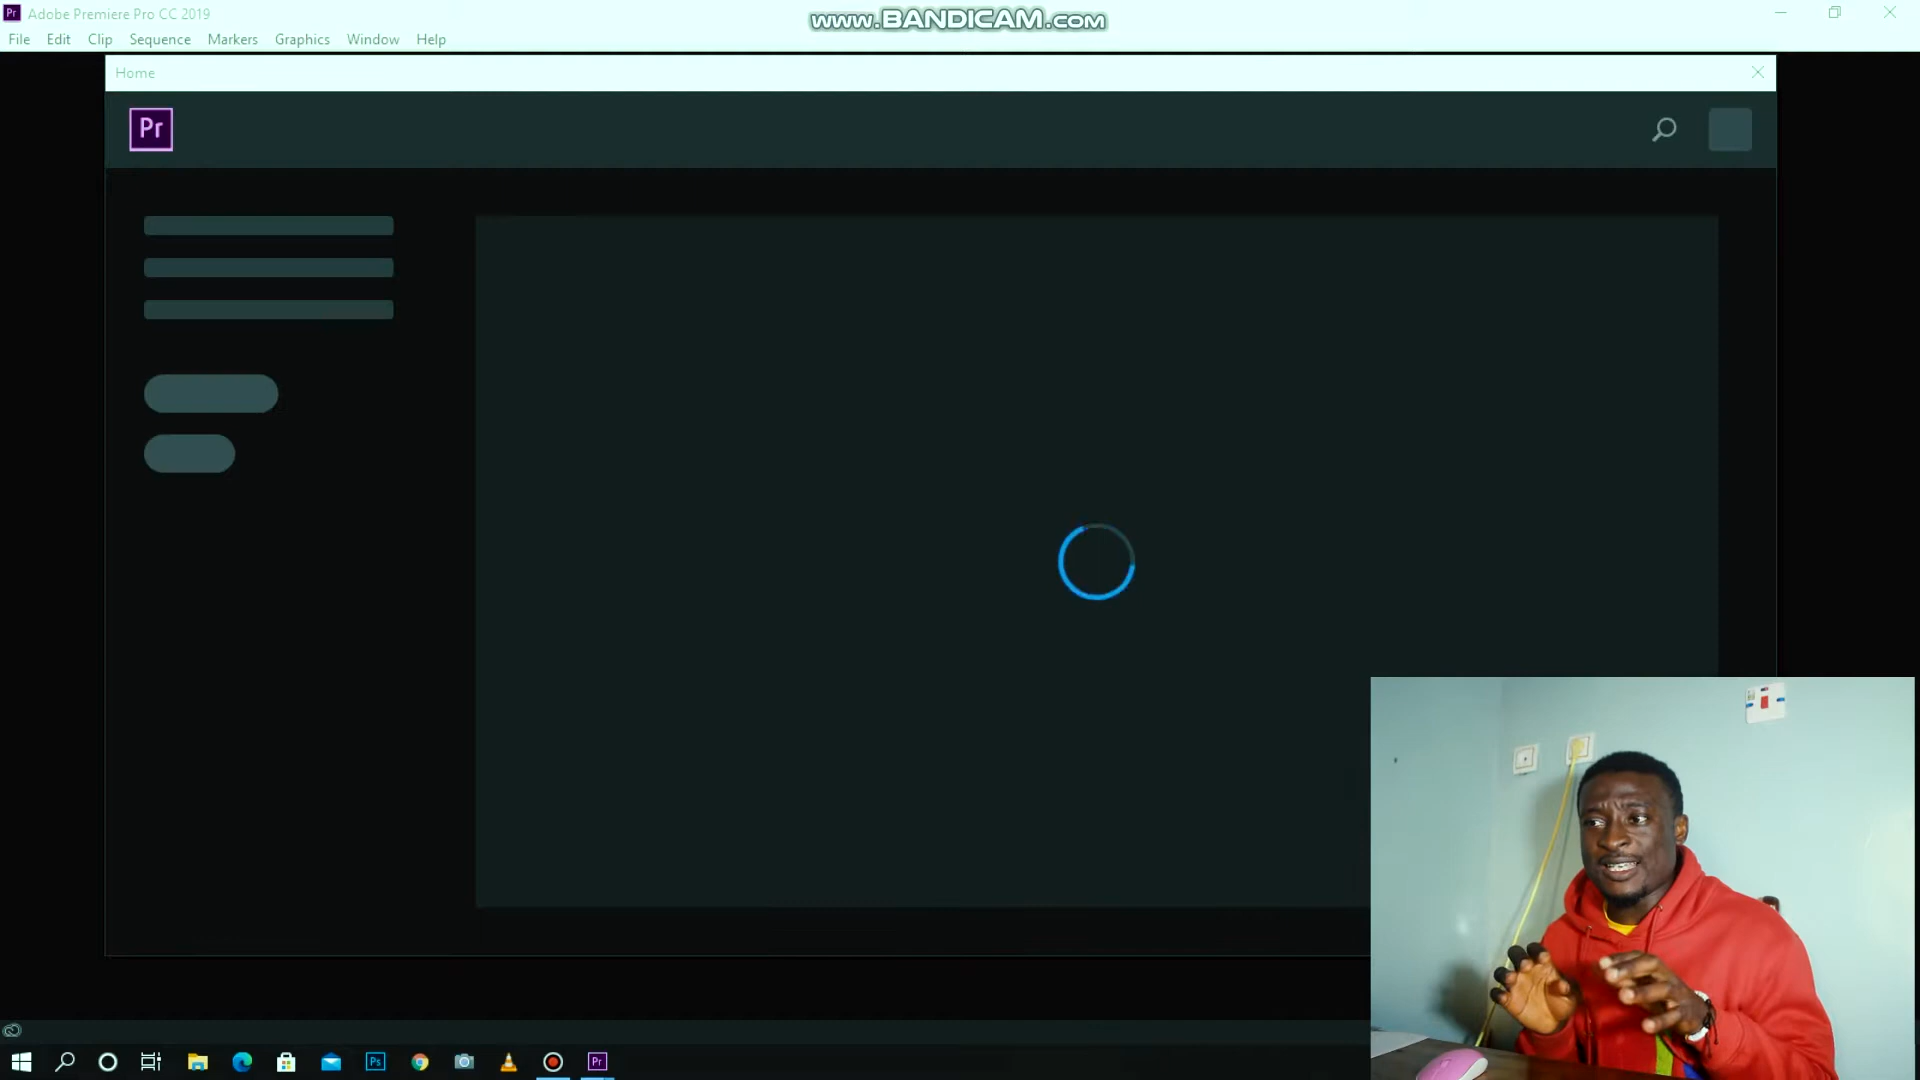 Adobe Premiere Pro CC 2019
www.BANDICAM.com
File Edit Clip Sequence Markers Graphics Window Help
Home
Pr
Ps
Pr